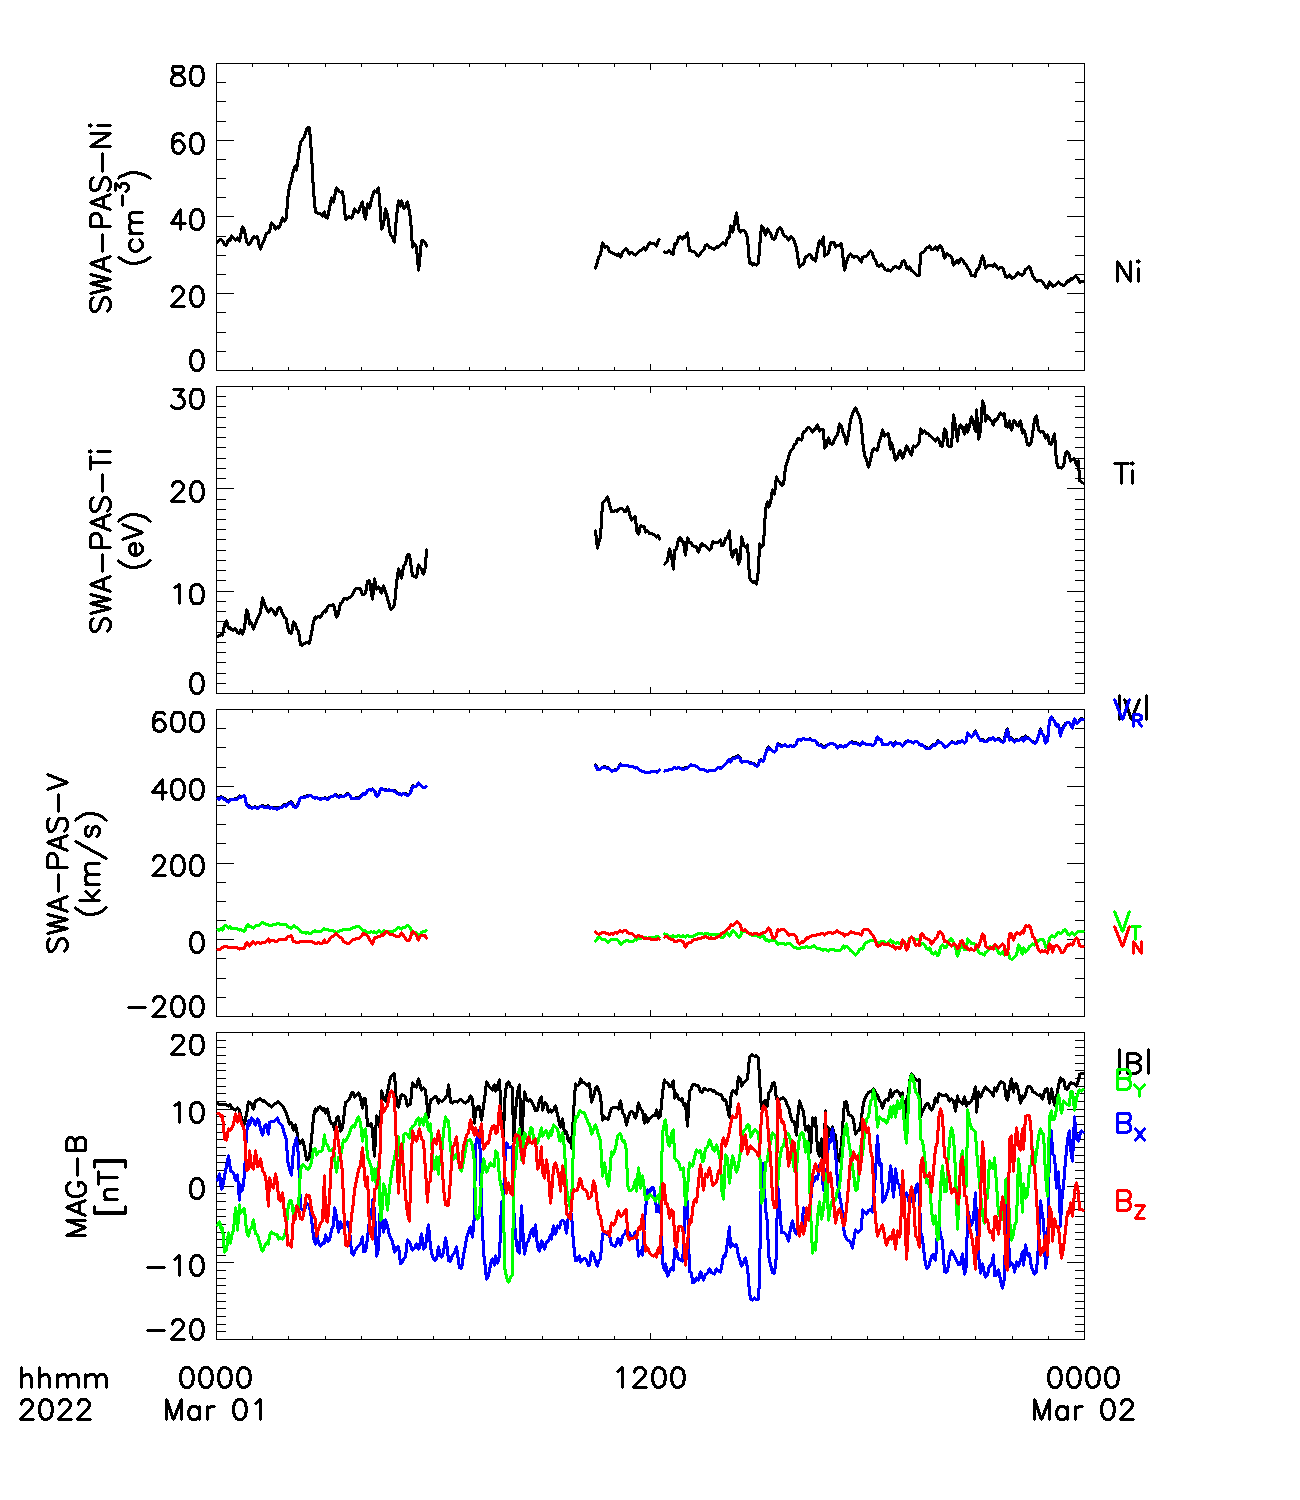 SWA-PAS-Ni
(cm⁻³)
80
60
40
20
0
Ni
SWA-PAS-Ti
(eV)
30
20
10
0
Ti
SWA-PAS-V
(km/s)
600
400
200
0
-200
|V|
V_R
V_T
V_N
MAG-B
[nT]
20
10
0
-10
-20
|B|
B_Y
B_X
B_Z
hhmm 0000 1200 0000
2022 Mar 01 Mar 02